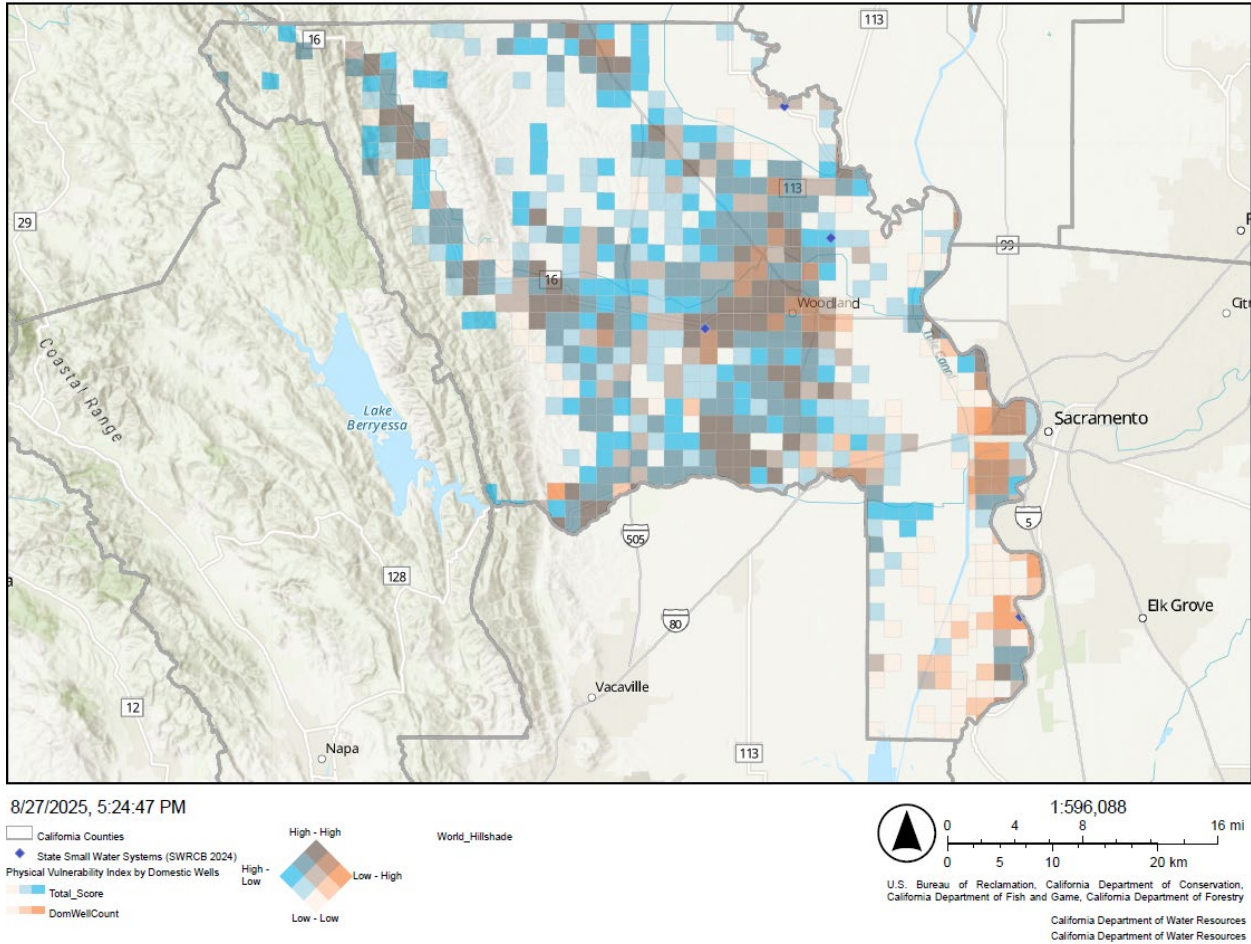 113
16
29
113
99
Coastal Range
16
Woodland
Lake
Berryessa
Sacramento
5
505
128
80
Elk Grove
Vacaville
12
Napa
113
8/27/2025, 5:24:47 PM
California Counties
State Small Water Systems (SWRCB 2024)
Physical Vulnerability Index by Domestic Wells
Total_Score
DomWellCount
High - High
High -
Low
Low - High
Low - Low
World_Hillshade
1:596,088
0 4 8 16 mi
0 5 10 20 km
U.S. Bureau of Reclamation, California Department of Conservation,
California Department of Fish and Game, California Department of Forestry
California Department of Water Resources
California Department of Water Resources